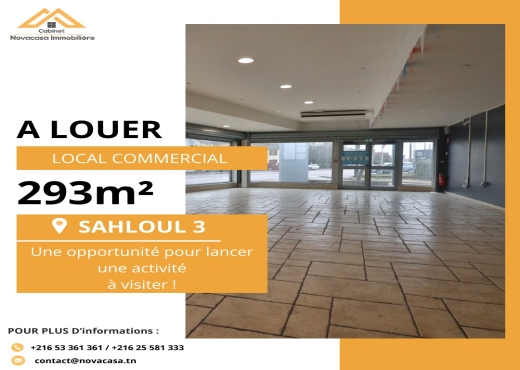 Cabinet
Novacasa Immobilière
A LOUER
LOCAL COMMERCIAL
293m²
SAHLOUL 3
Une opportunité pour lancer
une activité
à visiter !
POUR PLUS D'informations :
+216 53 361 361 / +216 25 581 333
contact@novacasa.tn